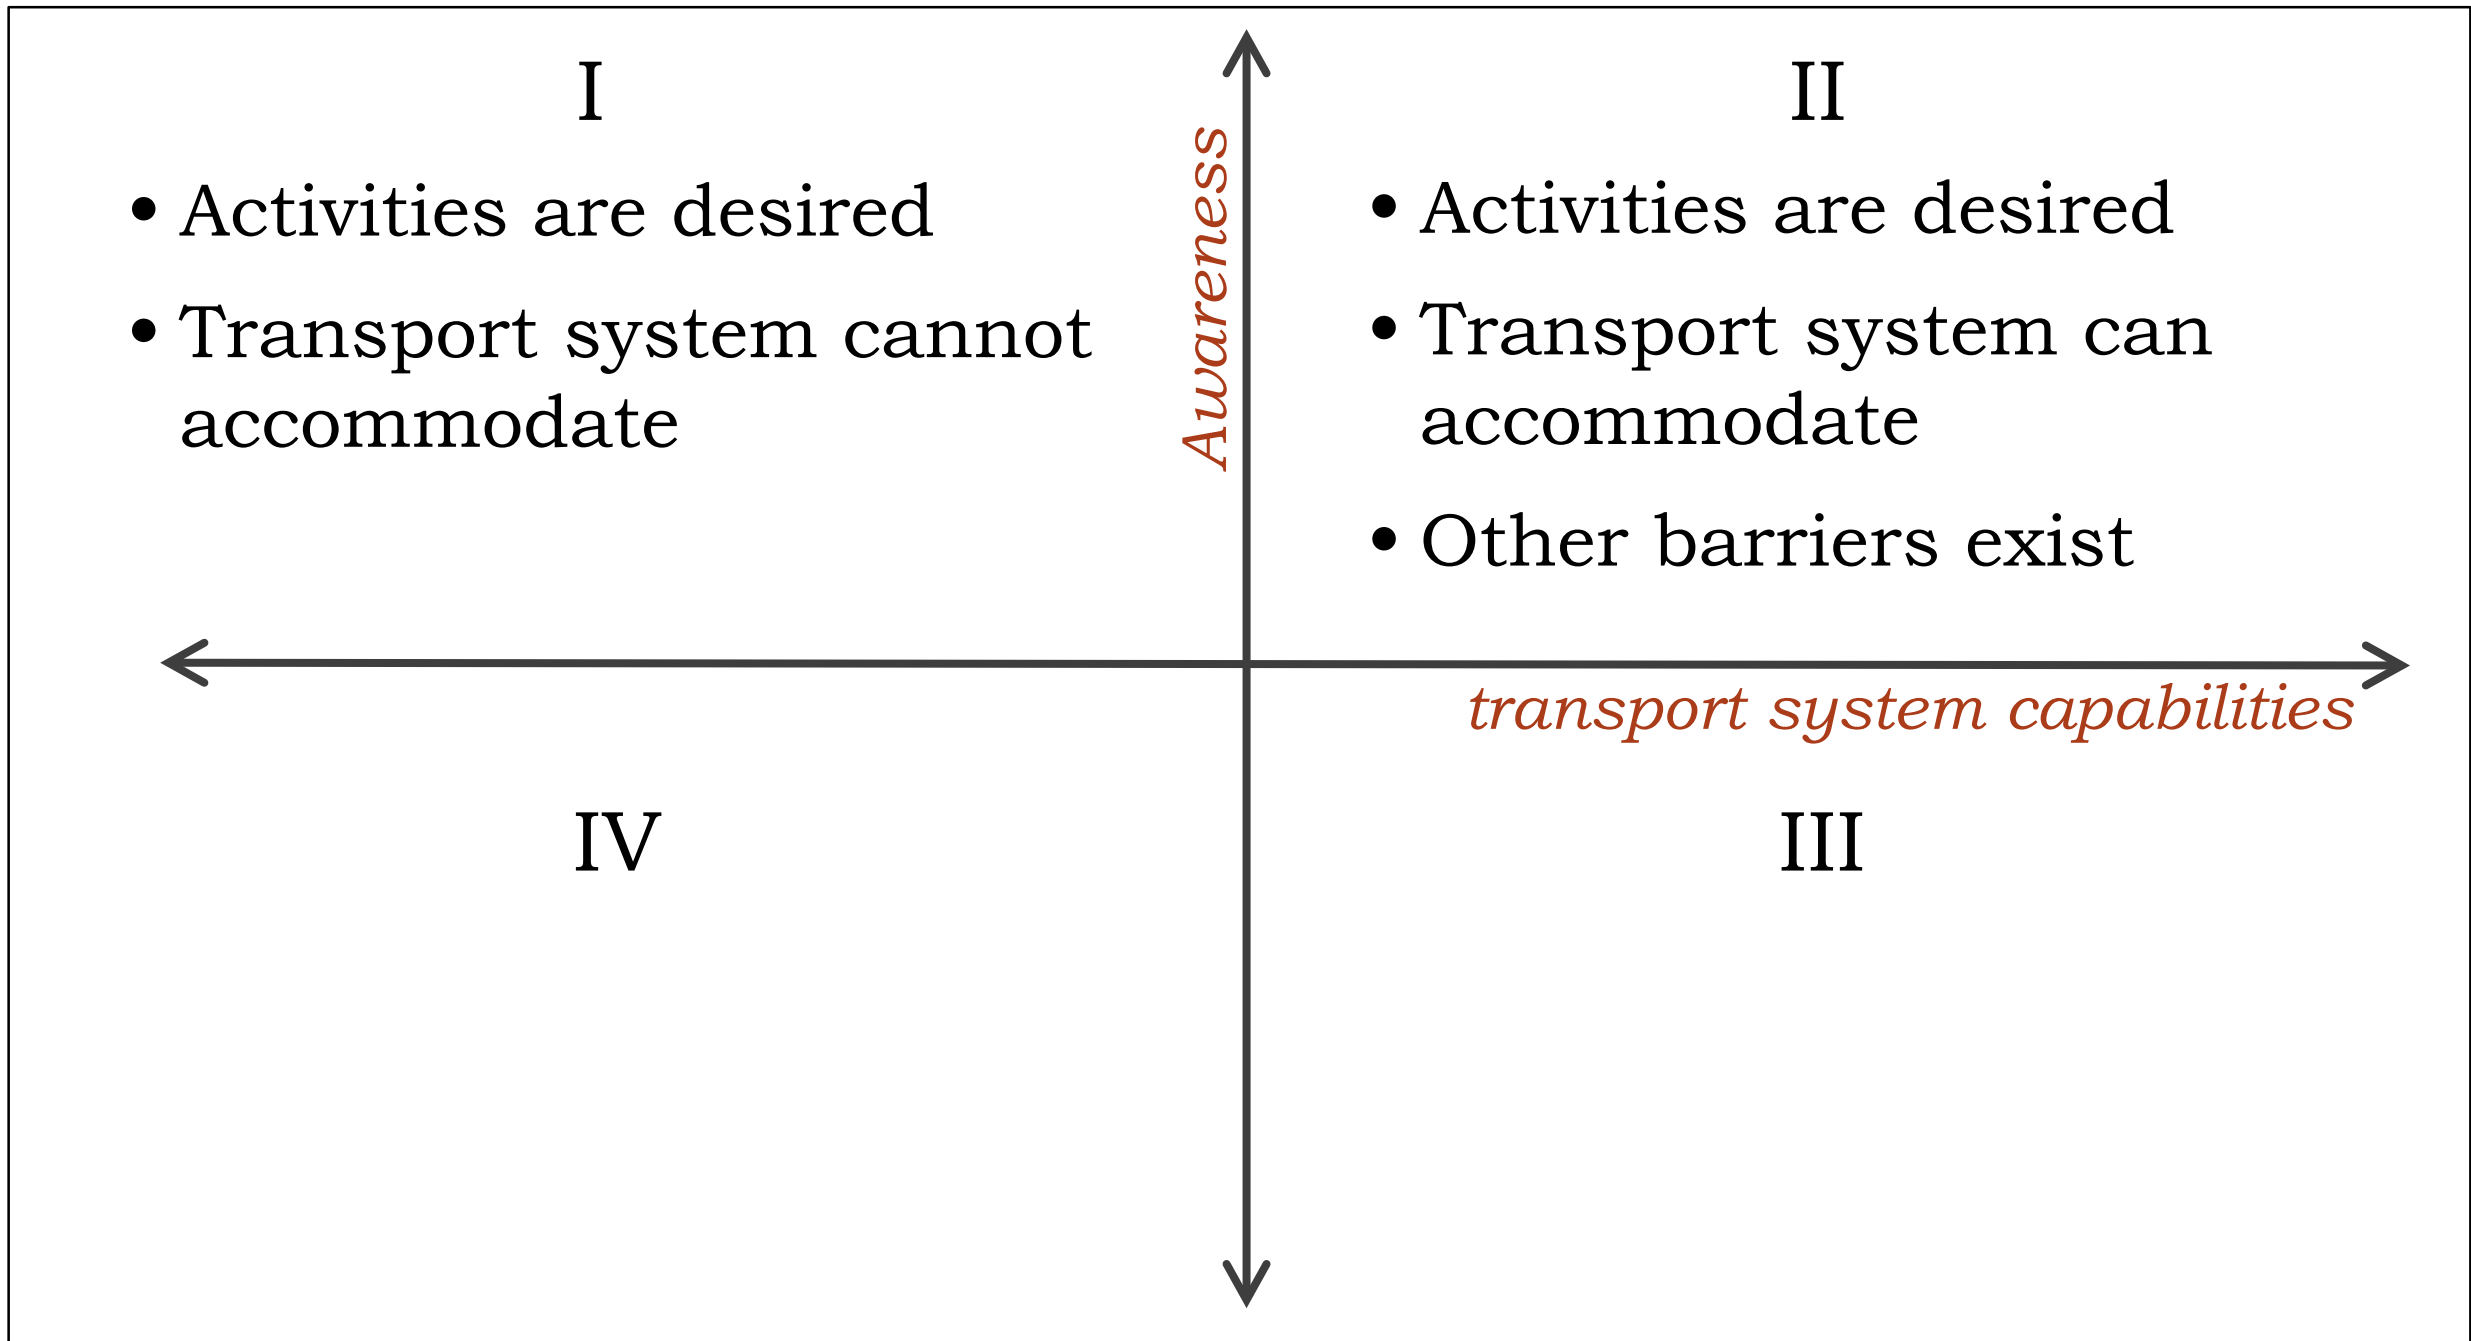 I
• Activities are desired
• Transport system cannot
accommodate
Awareness
II
• Activities are desired
• Transport system can
accommodate
• Other barriers exist
transport system capabilities
IV
III